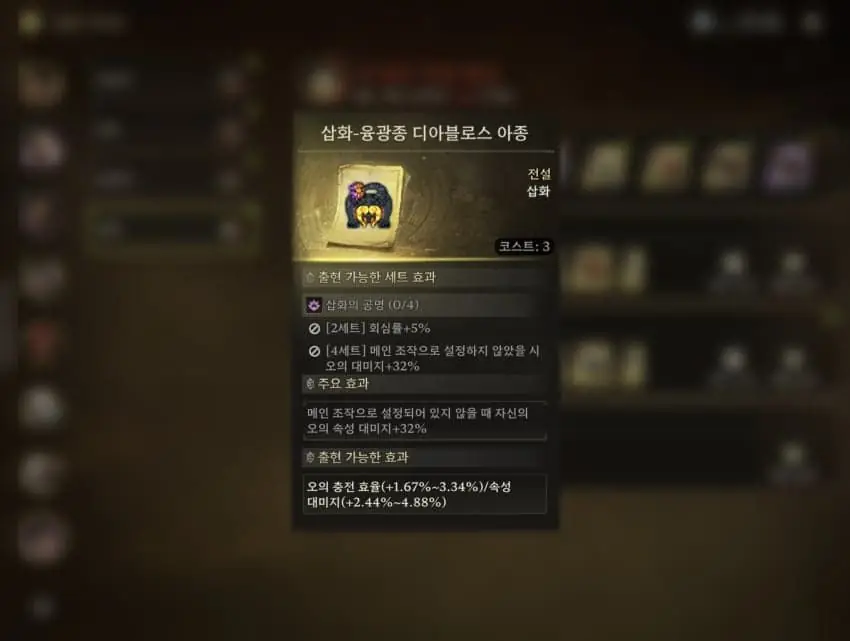 삽화-융광종 디아블로스 아종
전설
삽화
코스트: 3
출현 가능한 세트 효과
삽화의 공명 (0/4)
[2세트] 회심률+5%
[4세트] 메인 조작으로 설정하지 않았을 시
오의 대미지+32%
주요 효과
메인 조작으로 설정되어 있지 않을 때 자신의
오의 속성 대미지+32%
출현 가능한 효과
오의 충전 효율(+1.67%~3.34%)/속성
대미지(+2.44%~4.88%)